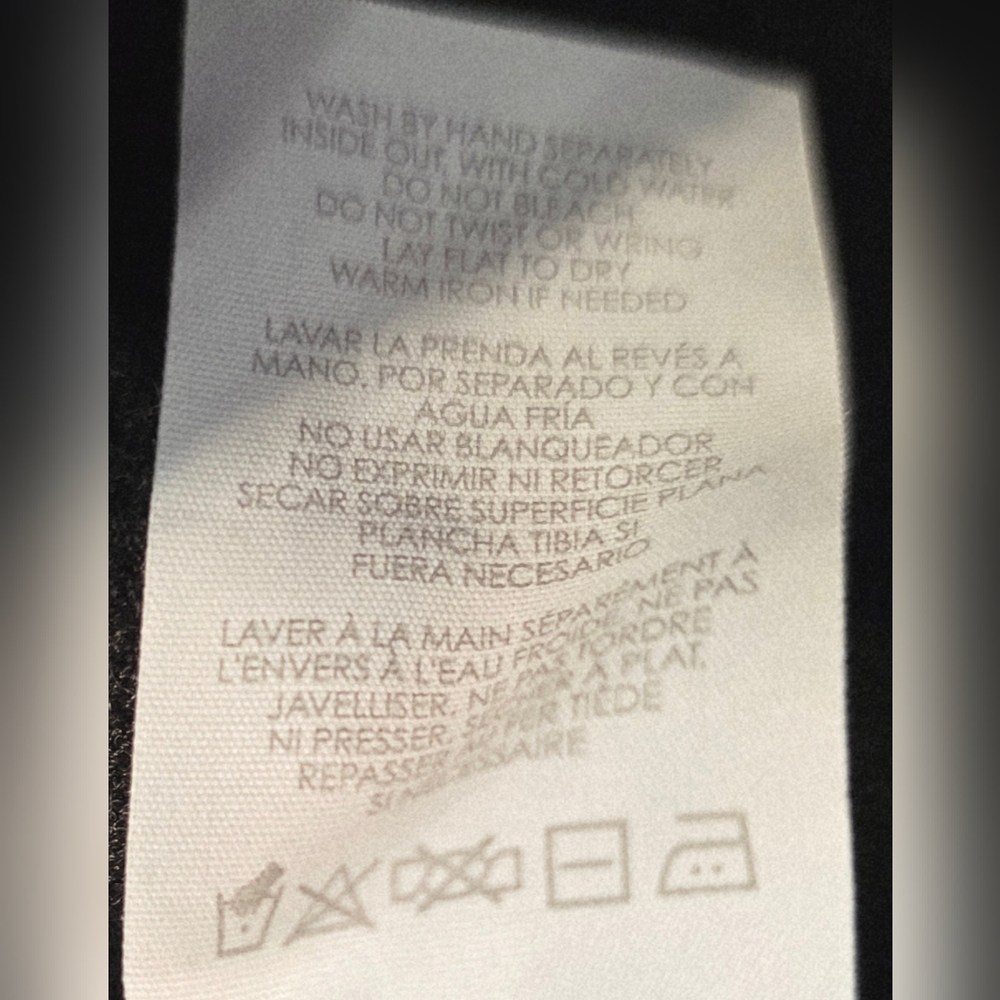 WASH BY HAND SEPARATELY
INSIDE OUT, WITH COLD WATER
DO NOT BLEACH
DO NOT TWIST OR WRING
LAY FLAT TO DRY
WARM IRON IF NEEDED
LAVAR LA PRENDA AL REVÉS A
MANO, POR SEPARADO Y CON
AGUA FRÍA
NO USAR BLANQUEADOR
NO EXPRIMIR NI RETORCER
SECAR SOBRE SUPERFICIE PLANA
PLANCHA TIBIA SI
FUERA NECESARIO
LAVER À LA MAIN SÉPARÉMENT À
L'ENVERS À L'EAU FROIDE NE PAS
JAVELLISER. NE PAS TORDRE
NI PRESSER. À PLAT.
REPASSER TIÈDE
SI